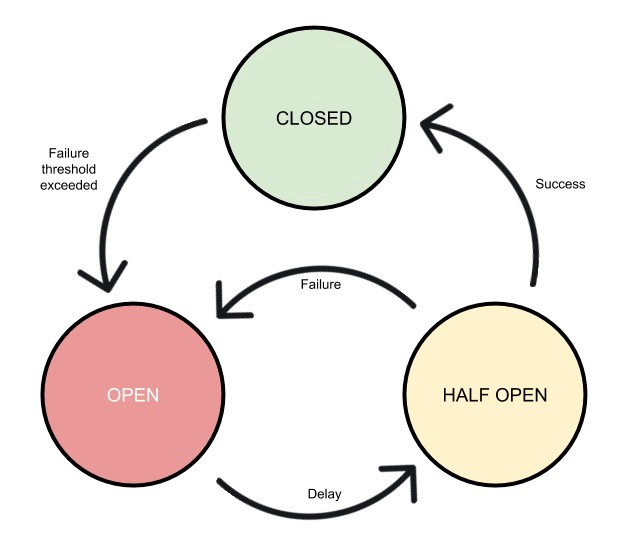 CLOSED
Failure
threshold
exceeded
Success
Failure
OPEN
HALF OPEN
Delay